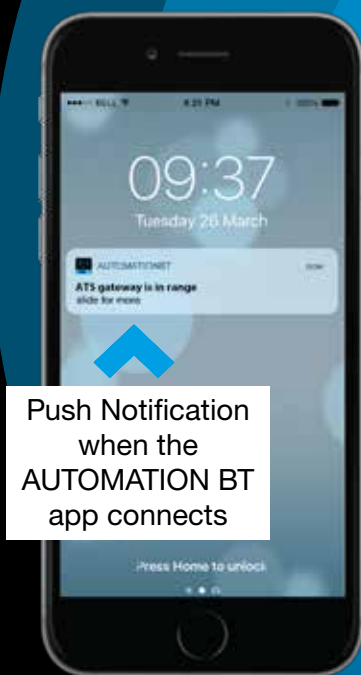 BELL 8:21 PM 100%
09:37
Tuesday 26 March
AUTOMATIONBT now
ATS gateway is in range
slide for more
Push Notification
when the
AUTOMATION BT
app connects
Press Home to unlock